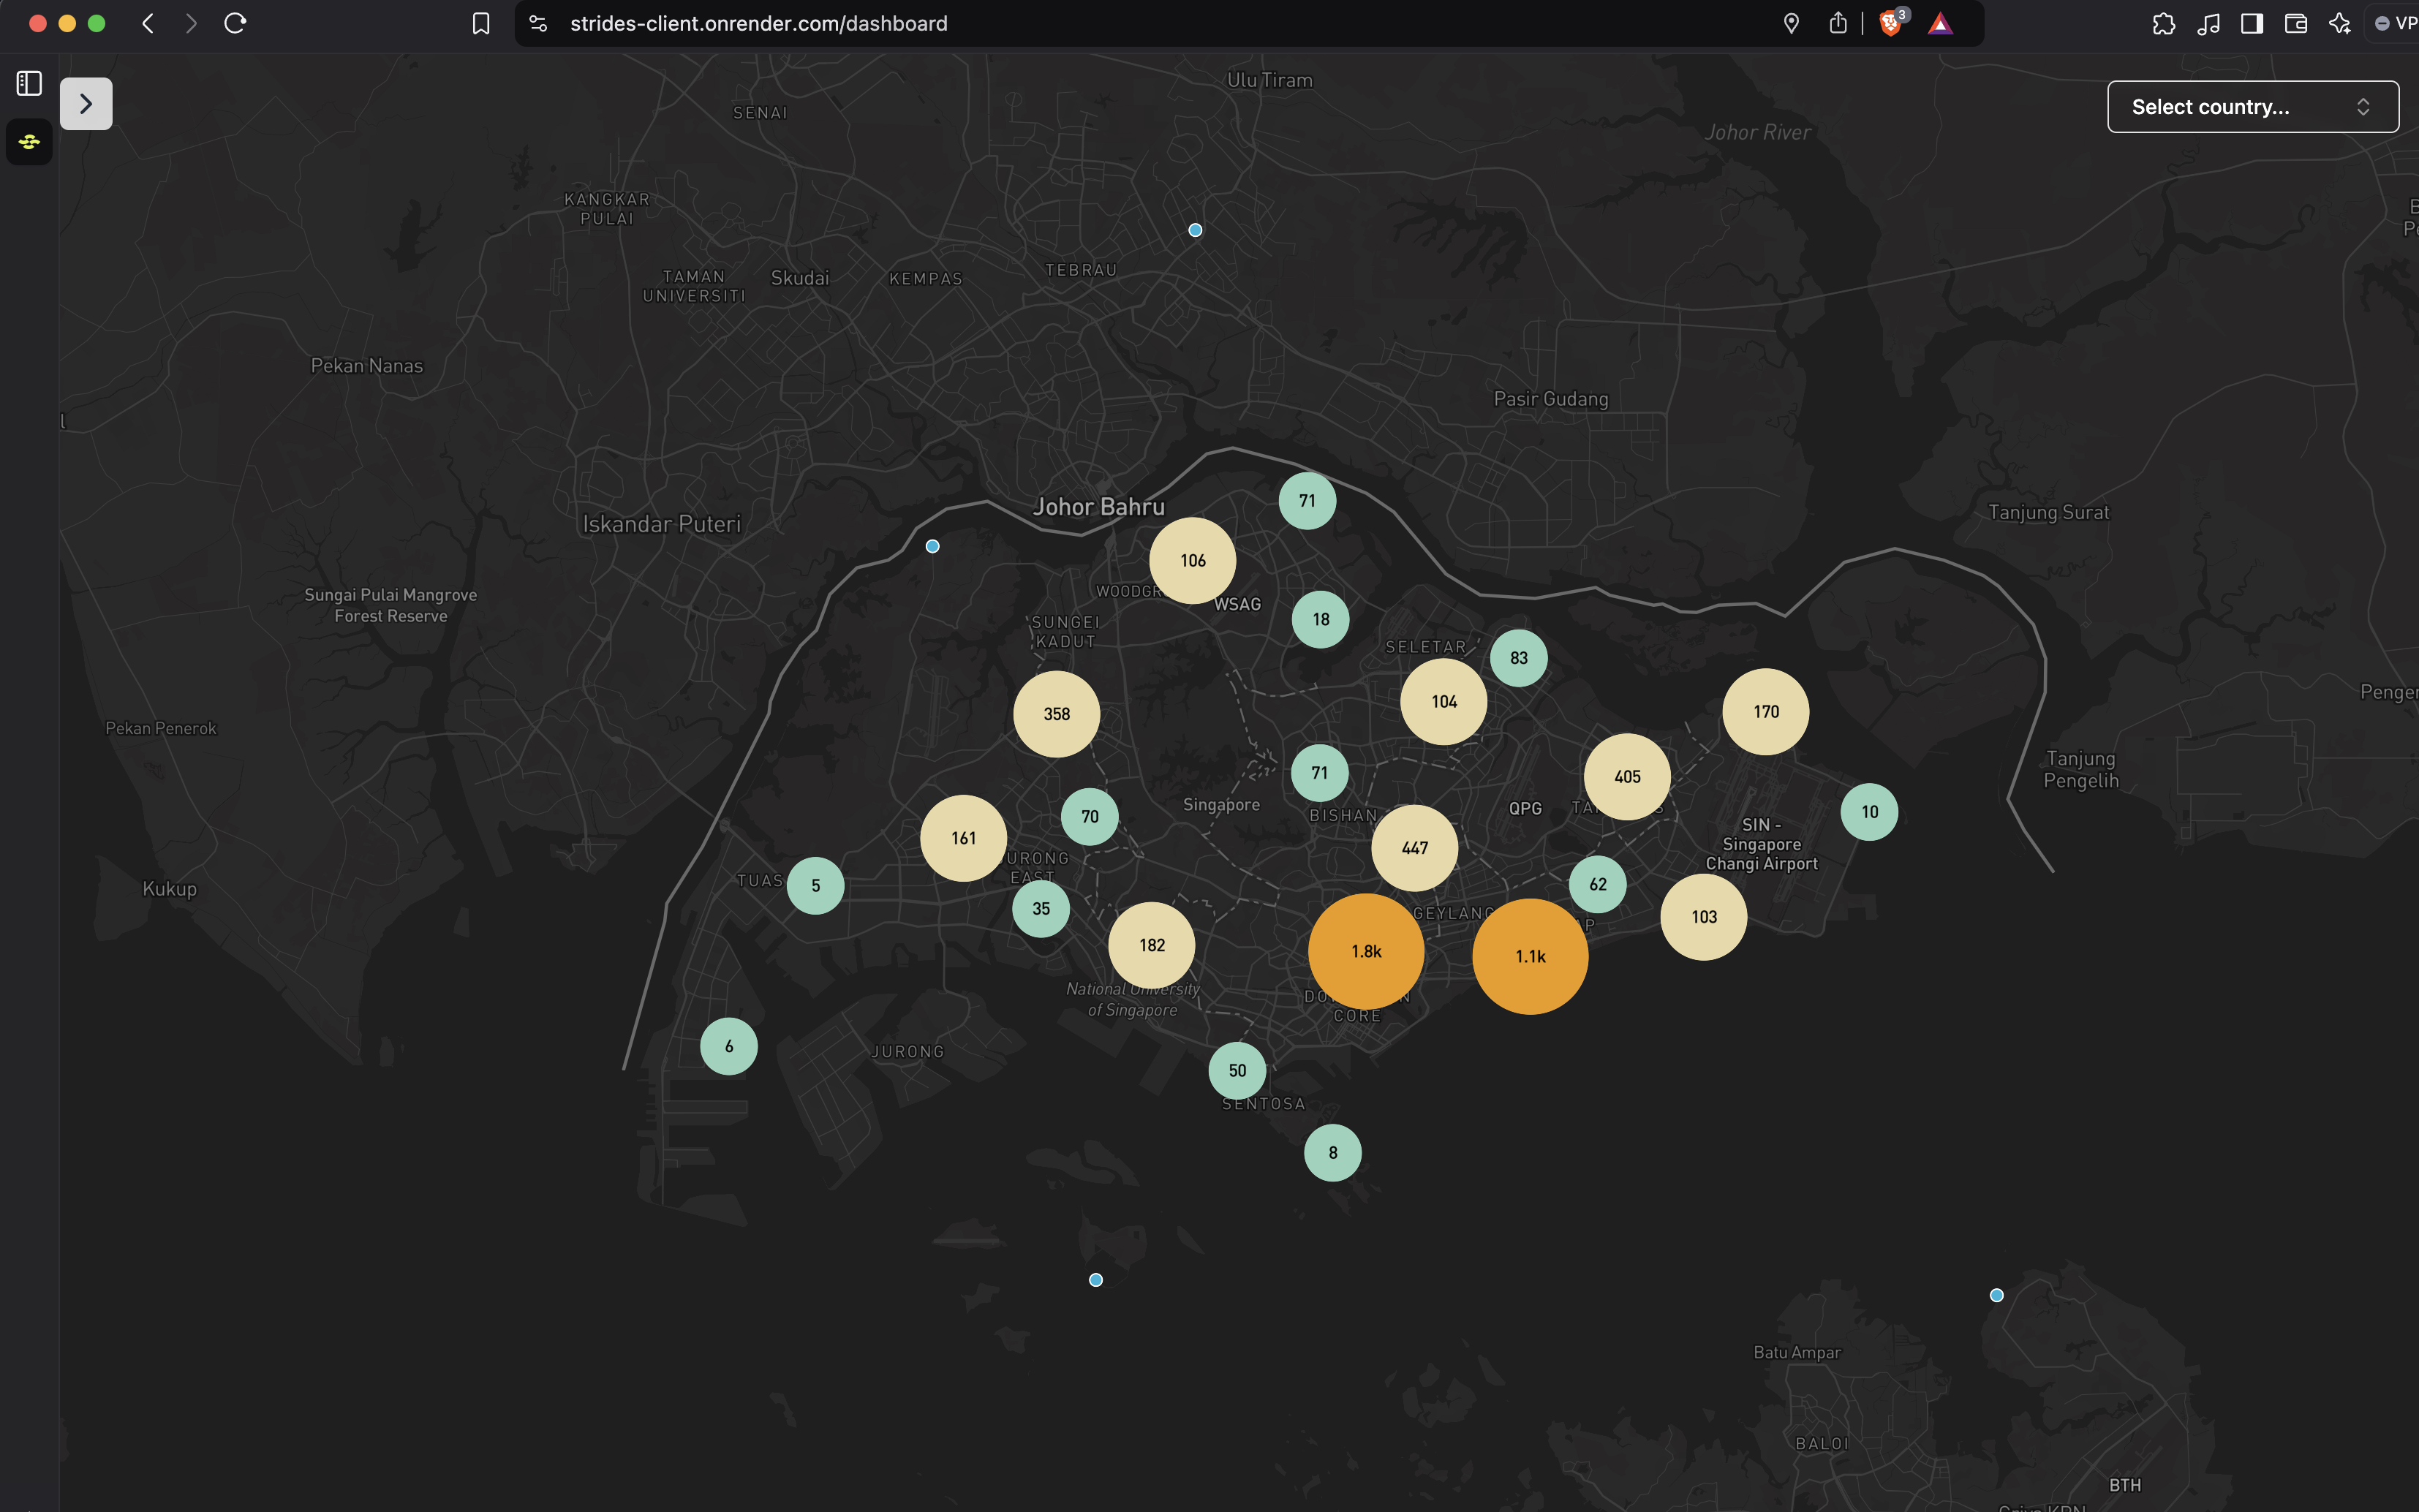 strides-client.onrender.com/dashboard
3
VP
Select country...
Ulu Tiram
SENAI
Johor River
KANGKAR
PULAI
TEBRAU
TAMAN
UNIVERSITI
Skudai
KEMPAS
Pekan Nanas
Pasir Gudang
71
Johor Bahru
Tanjung Surat
Iskandar Puteri
106
WOODGR
WSAG
Sungai Pulai Mangrove
Forest Reserve
18
SUNGEI
KADUT
SELETAR
83
104
170
358
Pekan Penerok
Tanjung
Pengelih
71
405
Singapore
QPG
10
70
BISHAN
SIN -
Singapore
Changi Airport
161
447
URONG
EAST
TUAS
5
62
Kukup
35
GEYLANG
103
182
1.8k
1.1k
National University
of Singapore
CORE
6
JURONG
50
SENTOSA
8
Batu Ampar
BALOI
BTH